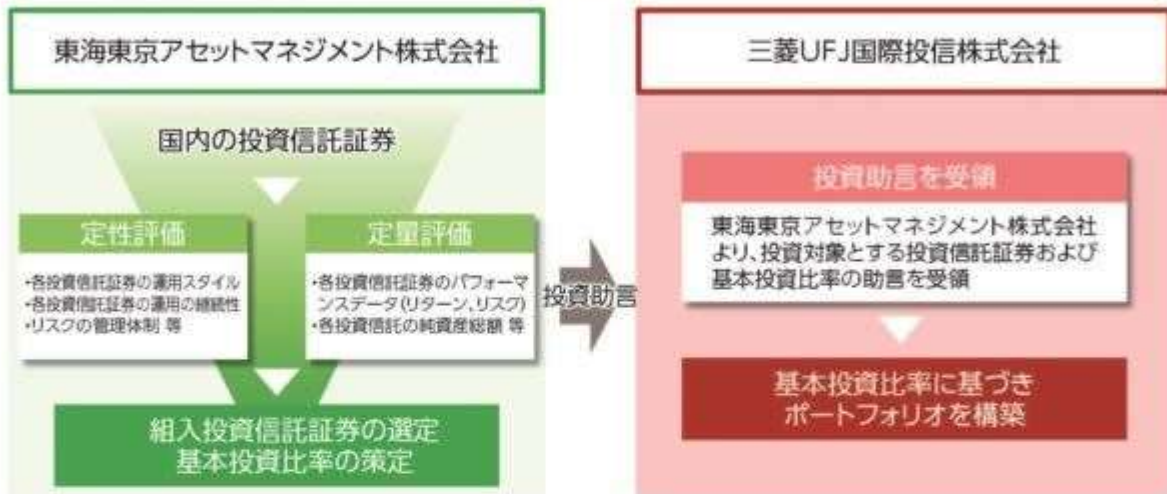 東海東京アセットマネジメント株式会社
国内の投資信託証券
定性評価
・各投資信託証券の運用スタイル
・各投資信託証券の運用の継続性
・リスクの管理体制 等
定量評価
・各投資信託証券のパフォーマ
ンスデータ(リターン、リスク)
・各投資信託の純資産総額 等
組入投資信託証券の選定
基本投資比率の策定
投資助言
三菱UFJ国際投信株式会社
投資助言を受領
東海東京アセットマネジメント株式会社
より、投資対象とする投資信託証券および
基本投資比率の助言を受領
基本投資比率に基づき
ポートフォリオを構築